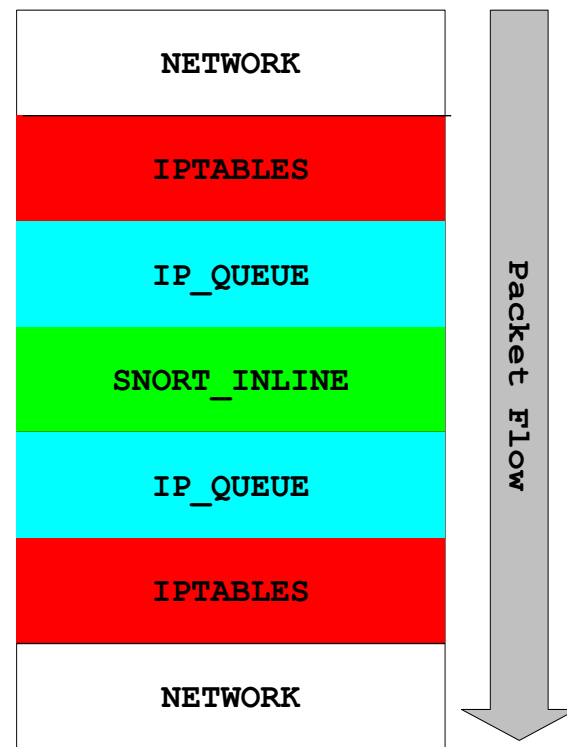 NETWORK
IPTABLES
IP_QUEUE
SNORT_INLINE
IP_QUEUE
IPTABLES
NETWORK
Packet Flow